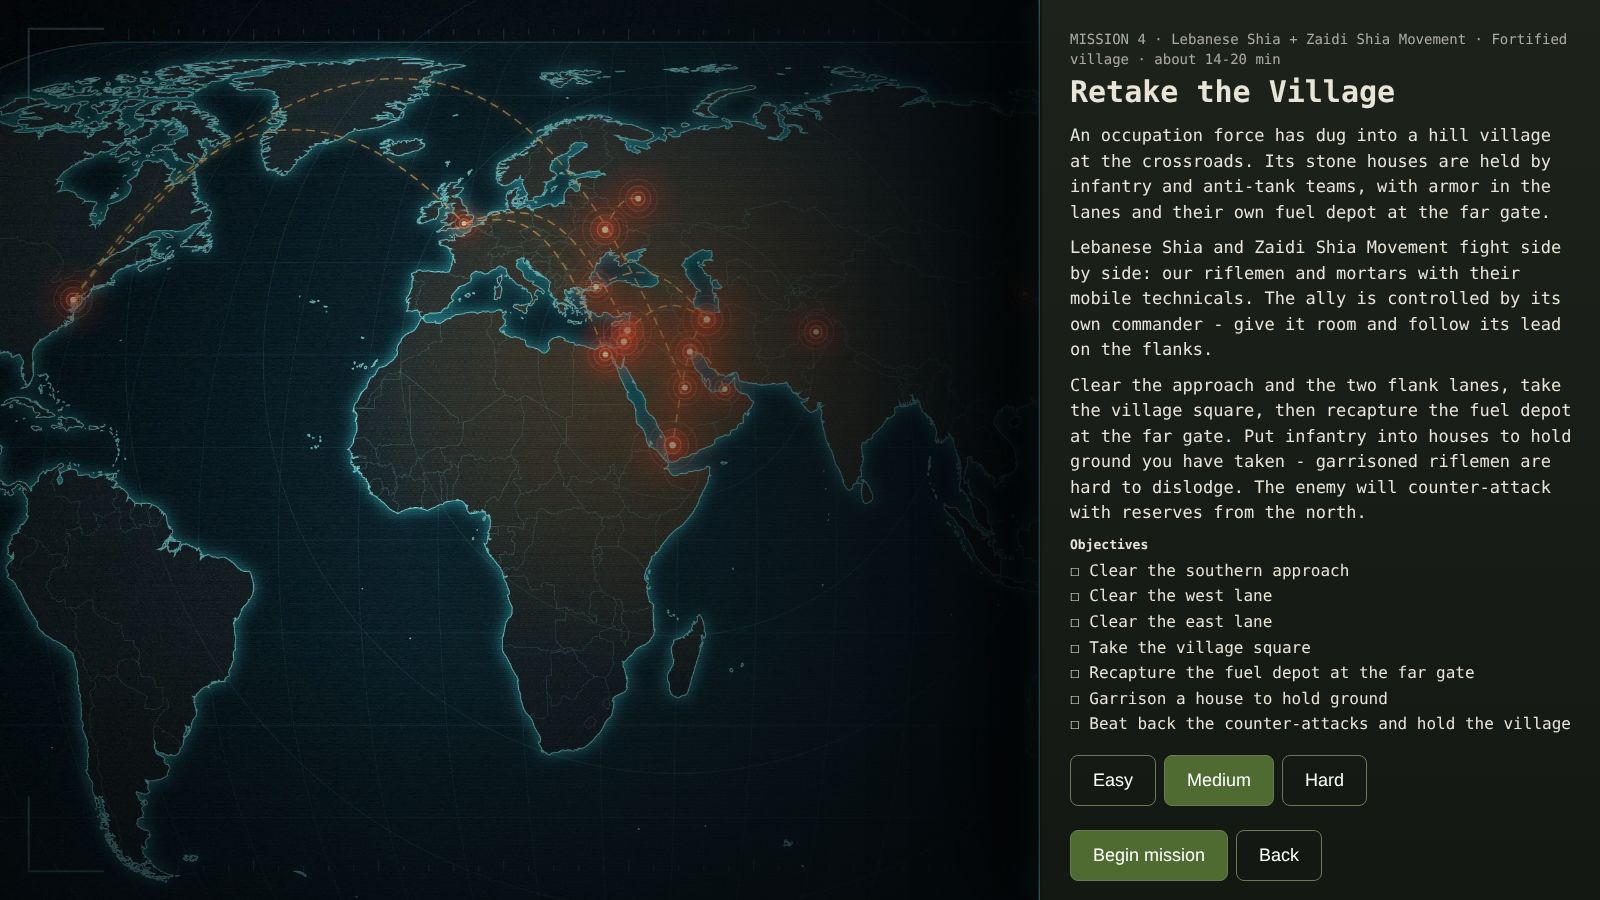 MISSION 4 · Lebanese Shia + Zaidi Shia Movement · Fortified
village · about 14-20 min
Retake the Village
An occupation force has dug into a hill village
at the crossroads. Its stone houses are held by
infantry and anti-tank teams, with armor in the
lanes and their own fuel depot at the far gate.
Lebanese Shia and Zaidi Shia Movement fight side
by side: our riflemen and mortars with their
mobile technicals. The ally is controlled by its
own commander - give it room and follow its lead
on the flanks.
Clear the approach and the two flank lanes, take
the village square, then recapture the fuel depot
at the far gate. Put infantry into houses to hold
ground you have taken - garrisoned riflemen are
hard to dislodge. The enemy will counter-attack
with reserves from the north.
Objectives
☐ Clear the southern approach
☐ Clear the west lane
☐ Clear the east lane
☐ Take the village square
☐ Recapture the fuel depot at the far gate
☐ Garrison a house to hold ground
☐ Beat back the counter-attacks and hold the village
Easy Medium Hard
Begin mission Back